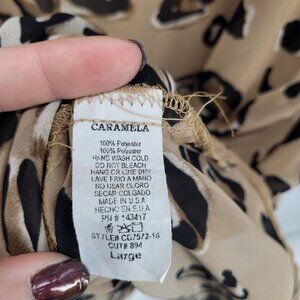 CARAMELA
100% Polyester
100% Polyester
HAND WASH COLD
DO NOT BLEACH
HANG OR LINE DRY
LAVE FRIO A MANO
NO USAR CLORO
SECAR COLGADO
MADE IN U.S.A
HECHO EN E.U.A
RN # 143417
STYLE# CD7572-16
CUT# 894
Large